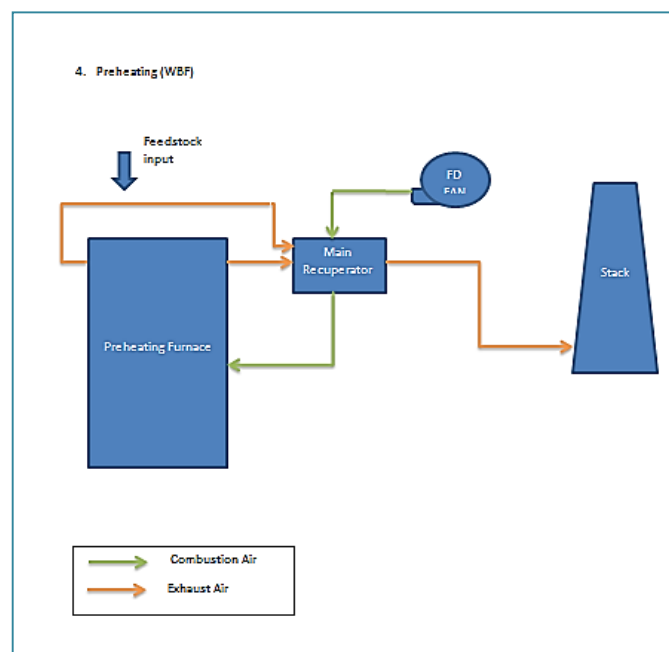 4. Preheating (WBF)
Feedstock
input
FD
FAN
Main
Recuperator
Stack
Preheating Furnace
Combustion Air
Exhaust Air